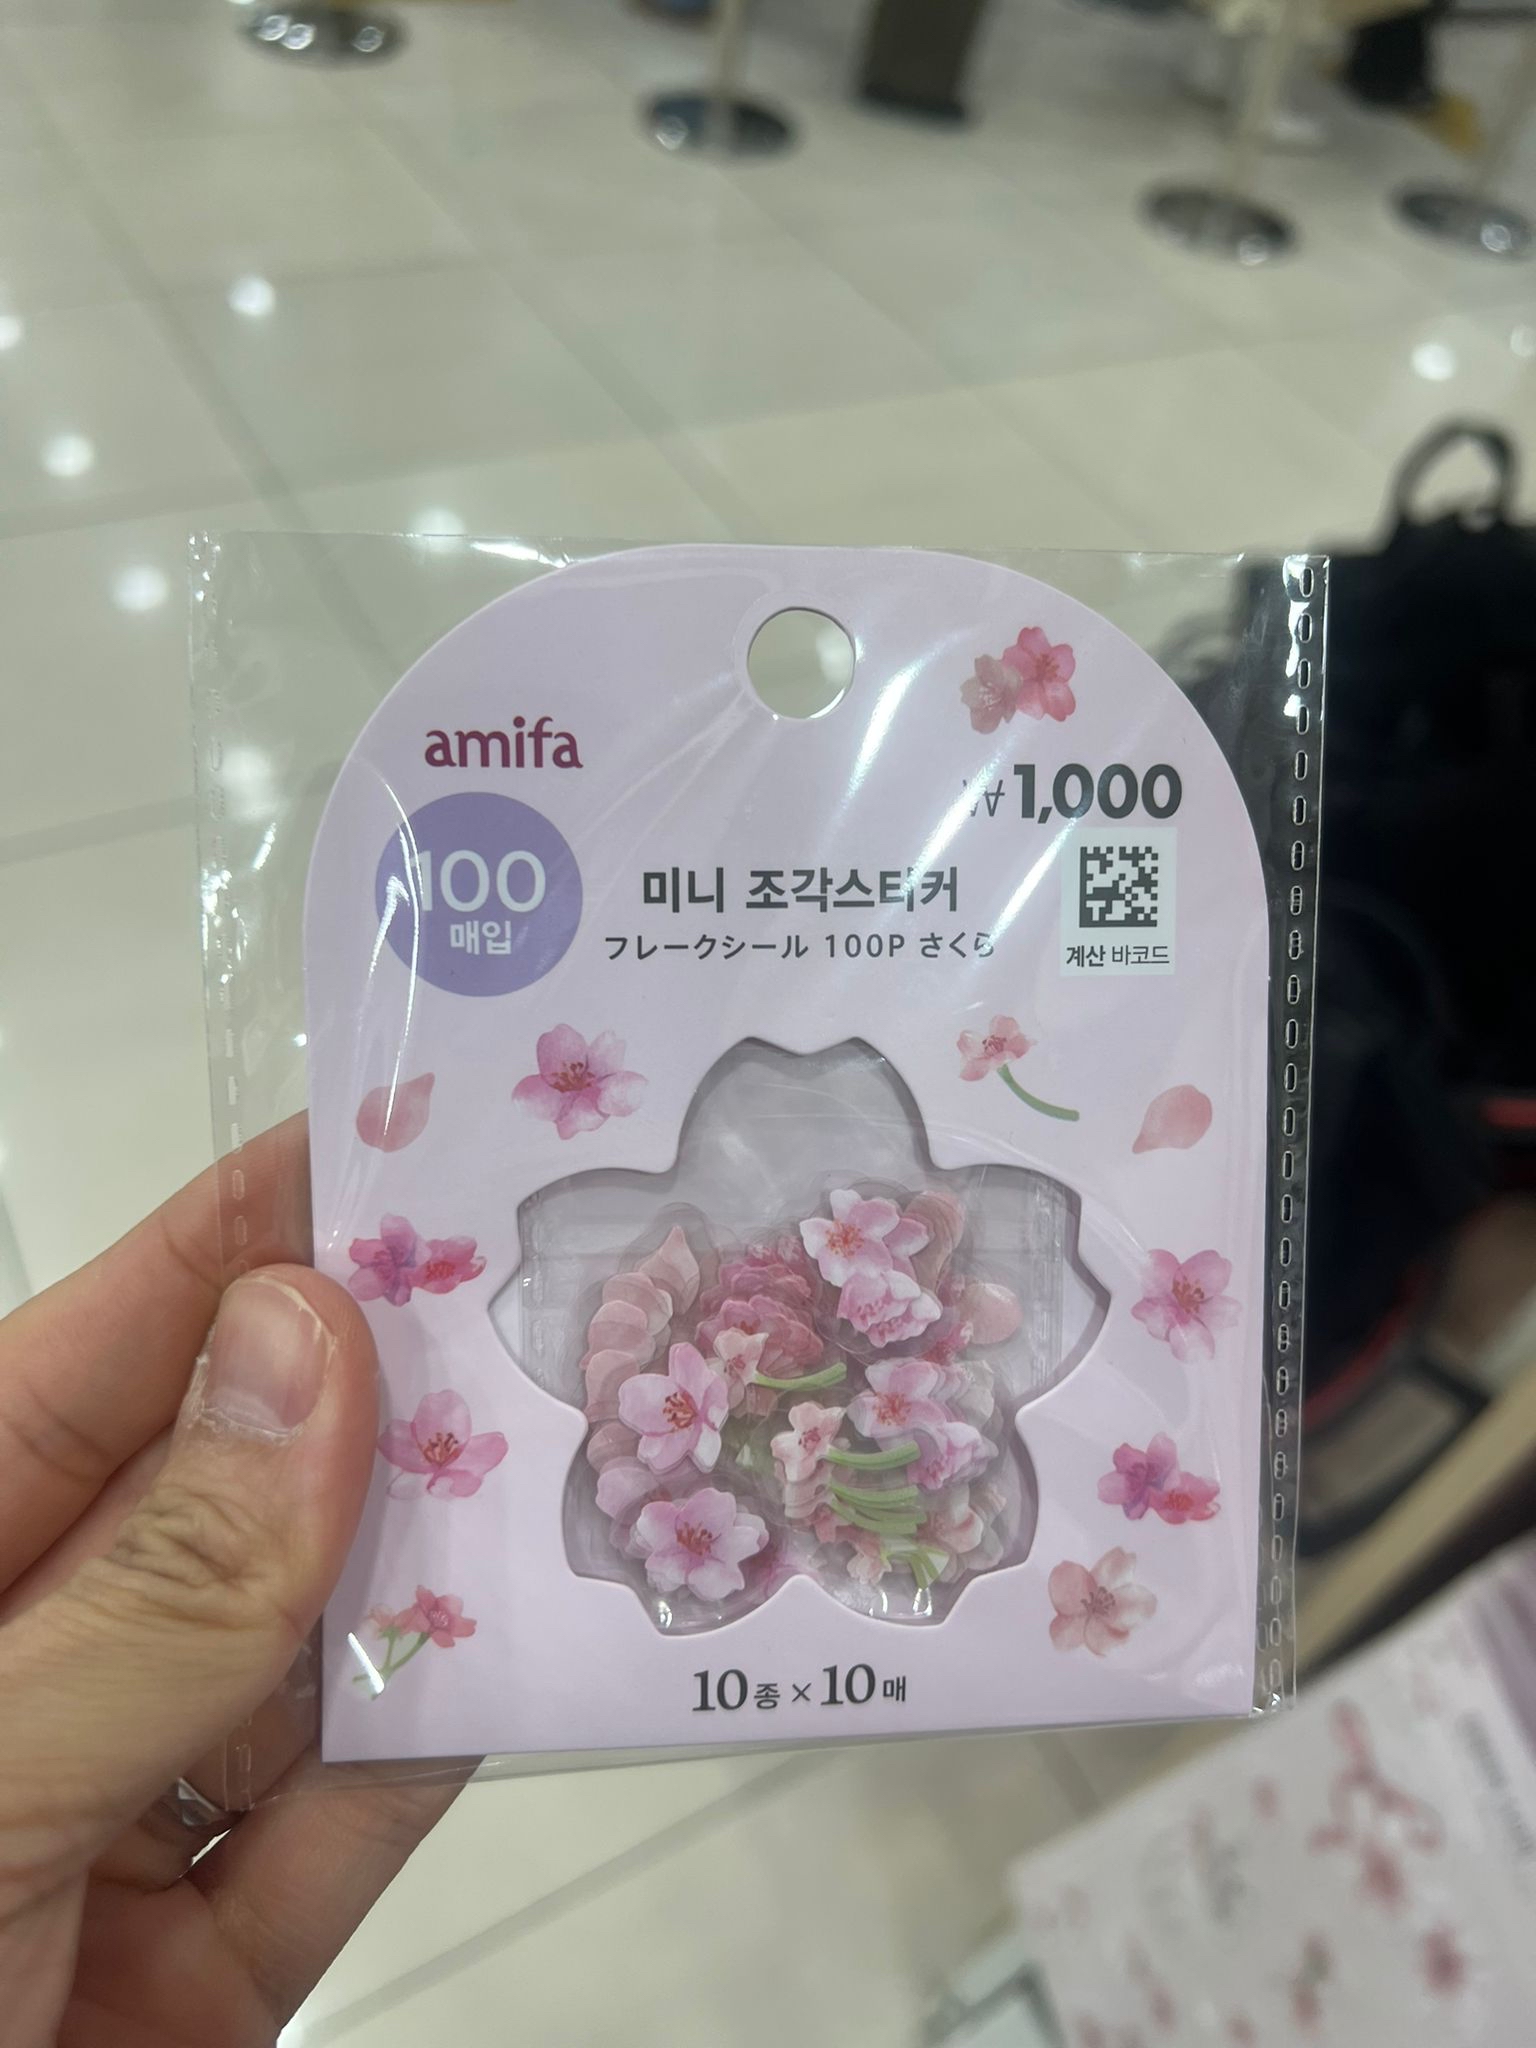 amifa
₩1,000
100
매입
미니 조각스티커
フレークシール 100P さくら
계산 바코드
10종 × 10매